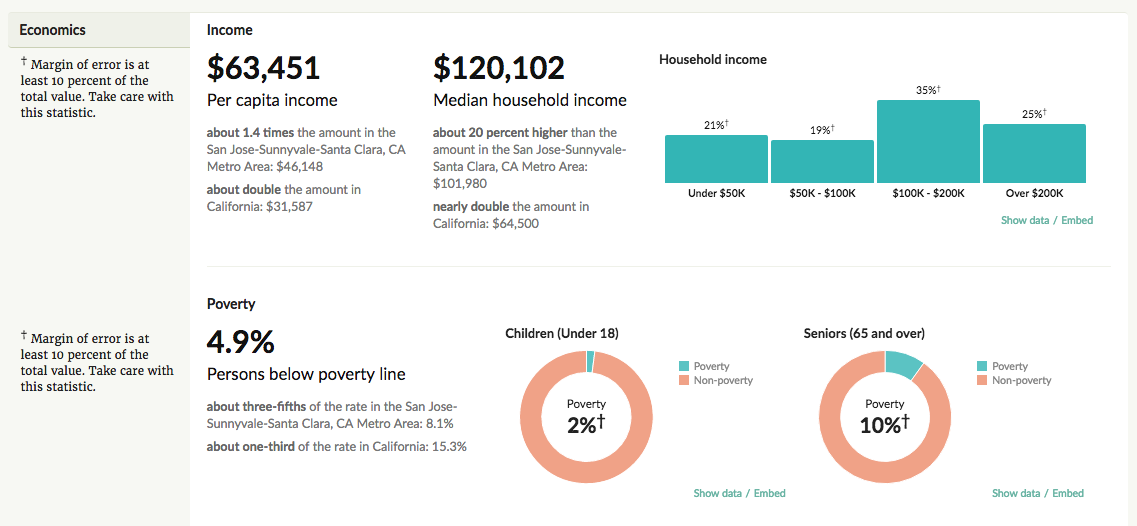 Economics
† Margin of error is at
least 10 percent of the
total value. Take care with
this statistic.
Income
$63,451
Per capita income
about 1.4 times the amount in the
San Jose-Sunnyvale-Santa Clara, CA
Metro Area: $46,148
about double the amount in
California: $31,587
$120,102
Median household income
about 20 percent higher than the
amount in the San Jose-Sunnyvale-
Santa Clara, CA Metro Area:
$101,980
nearly double the amount in
California: $64,500
Household income
21%†
19%†
35%†
25%†
Under $50K
$50K - $100K
$100K - $200K
Over $200K
Show data / Embed
† Margin of error is at
least 10 percent of the
total value. Take care with
this statistic.
Poverty
4.9%
Persons below poverty line
about three-fifths of the rate in the San Jose-
Sunnyvale-Santa Clara, CA Metro Area: 8.1%
about one-third of the rate in California: 15.3%
Children (Under 18)
Poverty
2%†
Poverty
Non-poverty
Show data / Embed
Seniors (65 and over)
Poverty
10%†
Poverty
Non-poverty
Show data / Embed